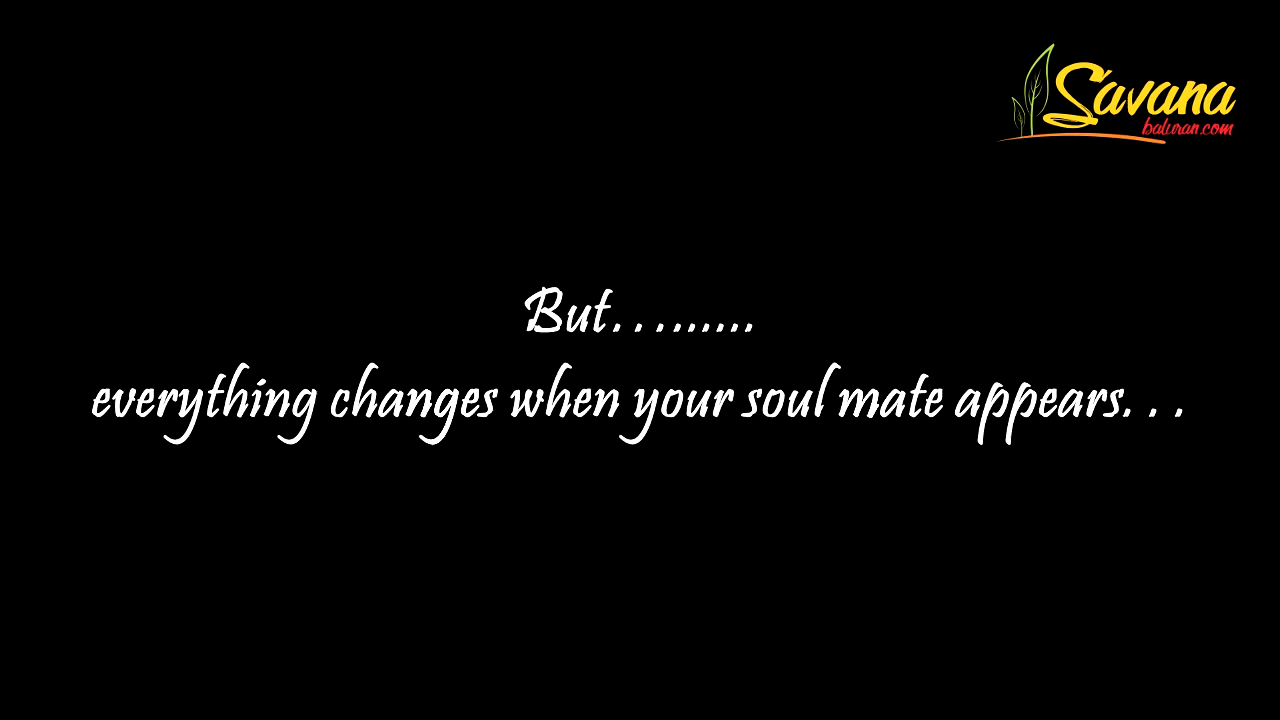 Savana
baluran.com
But.........
everything changes when your soul mate appears. . .